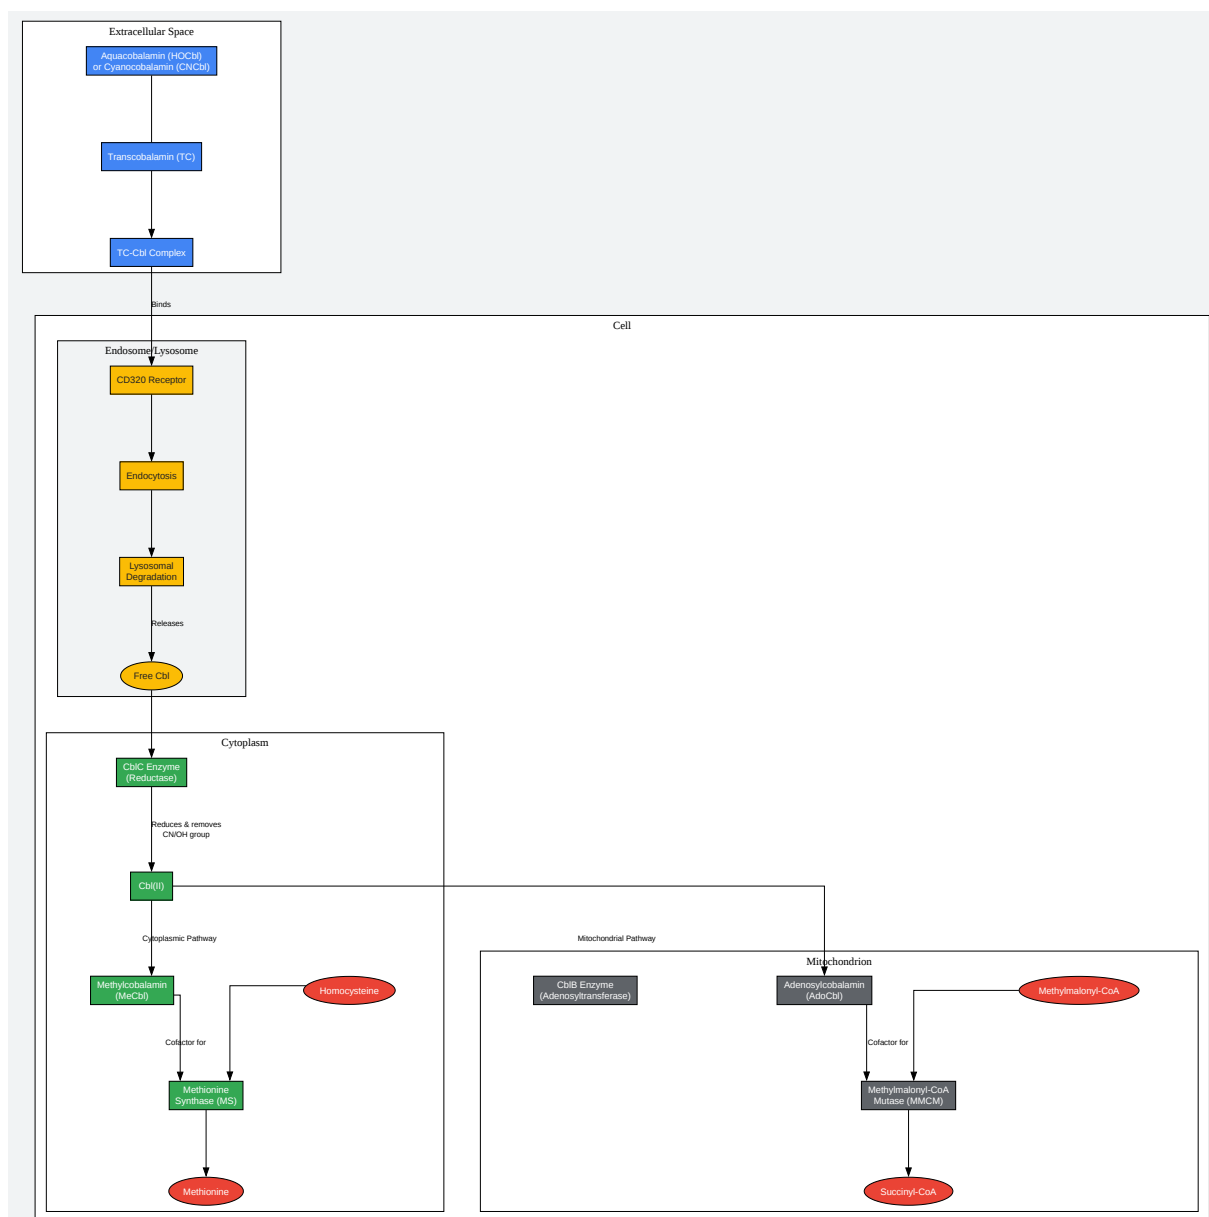 Extracellular Space
Aquacobalamin (HOCbl)
or Cyanocobalamin (CNCbl)
Transcobalamin (TC)
TC-Cbl Complex
Binds
Cell
Endosome/Lysosome
CD320 Receptor
Endocytosis
Lysosomal
Degradation
Releases
Free Cbl
Cytoplasm
CblC Enzyme
(Reductase)
Reduces & removes
CN/OH group
Cbl(II)
Cytoplasmic Pathway
Methylcobalamin
(MeCbl)
Homocysteine
Cofactor for
Methionine
Synthase (MS)
Methionine
Mitochondrial Pathway
Mitochondrion
CblB Enzyme
(Adenosyltransferase)
Adenosylcobalamin
(AdoCbl)
Methylmalonyl-CoA
Cofactor for
Methylmalonyl-CoA
Mutase (MMCM)
Succinyl-CoA